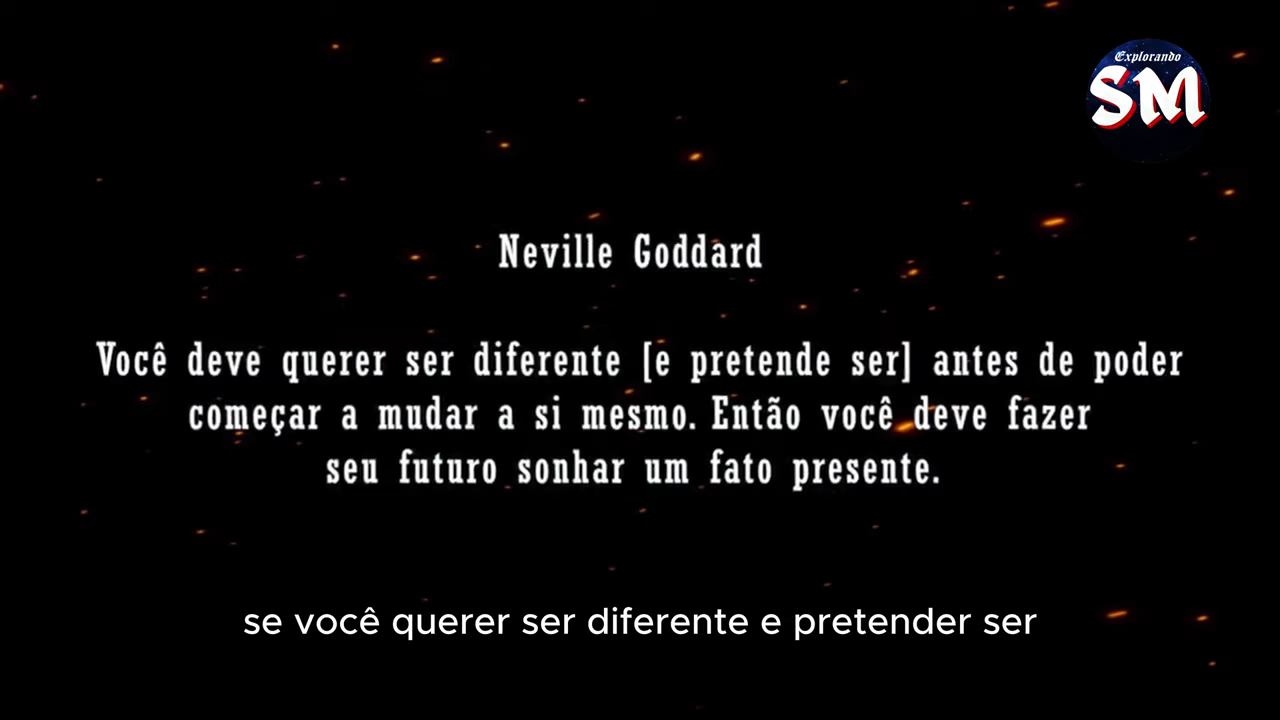 Explorando
SM
Neville Goddard
Você deve querer ser diferente [e pretende ser] antes de poder
começar a mudar a si mesmo. Então você deve fazer
seu futuro sonhar um fato presente.
se você querer ser diferente e pretender ser